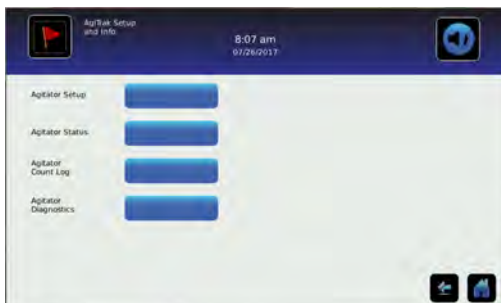 AgiTrak Setup
and Info
8:07 am
07/26/2017
Agitator Setup
Agitator Status
Agitator
Count Log
Agitator
Diagnostics